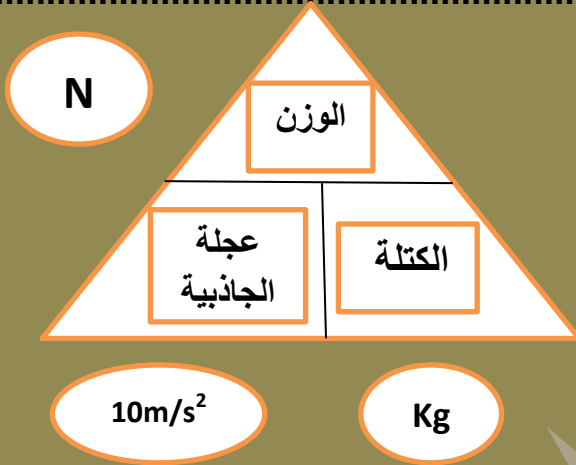 N
الوزن
الكتلة
عجلة
الجاذبية
10m/s²
Kg